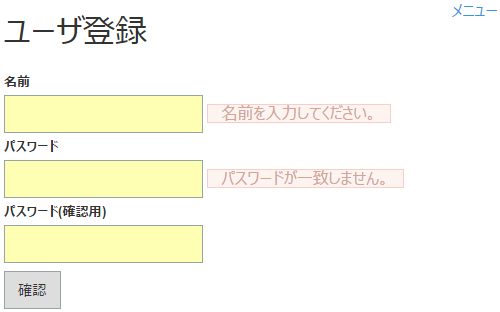 メニュー
ユーザ登録
名前
名前を入力してください。
パスワード
パスワードが一致しません。
パスワード(確認用)
確認